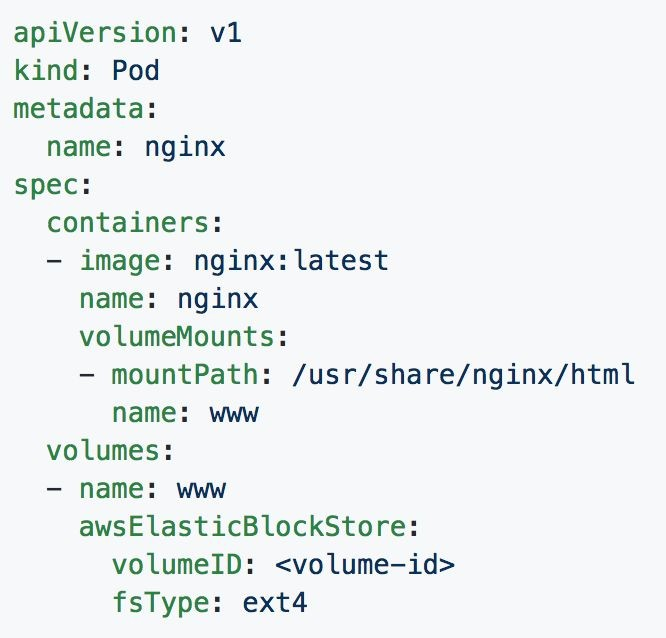 apiVersion: v1
kind: Pod
metadata:
  name: nginx
spec:
  containers:
  - image: nginx:latest
    name: nginx
    volumeMounts:
    - mountPath: /usr/share/nginx/html
      name: www
  volumes:
  - name: www
    awsElasticBlockStore:
      volumeID: <volume-id>
      fsType: ext4